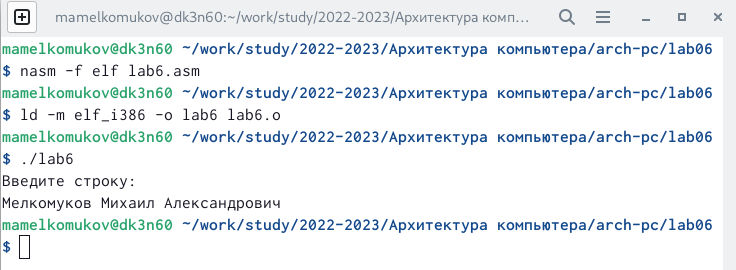 mamelkomukov@dk3n60:~/work/study/2022-2023/Архитектура комп...
mamelkomukov@dk3n60 ~/work/study/2022-2023/Архитектура компьютера/arch-pc/lab06
$ nasm -f elf lab6.asm
mamelkomukov@dk3n60 ~/work/study/2022-2023/Архитектура компьютера/arch-pc/lab06
$ ld -m elf_i386 -o lab6 lab6.o
mamelkomukov@dk3n60 ~/work/study/2022-2023/Архитектура компьютера/arch-pc/lab06
$ ./lab6
Введите строку:
Мелкомуков Михаил Александрович
mamelkomukov@dk3n60 ~/work/study/2022-2023/Архитектура компьютера/arch-pc/lab06
$